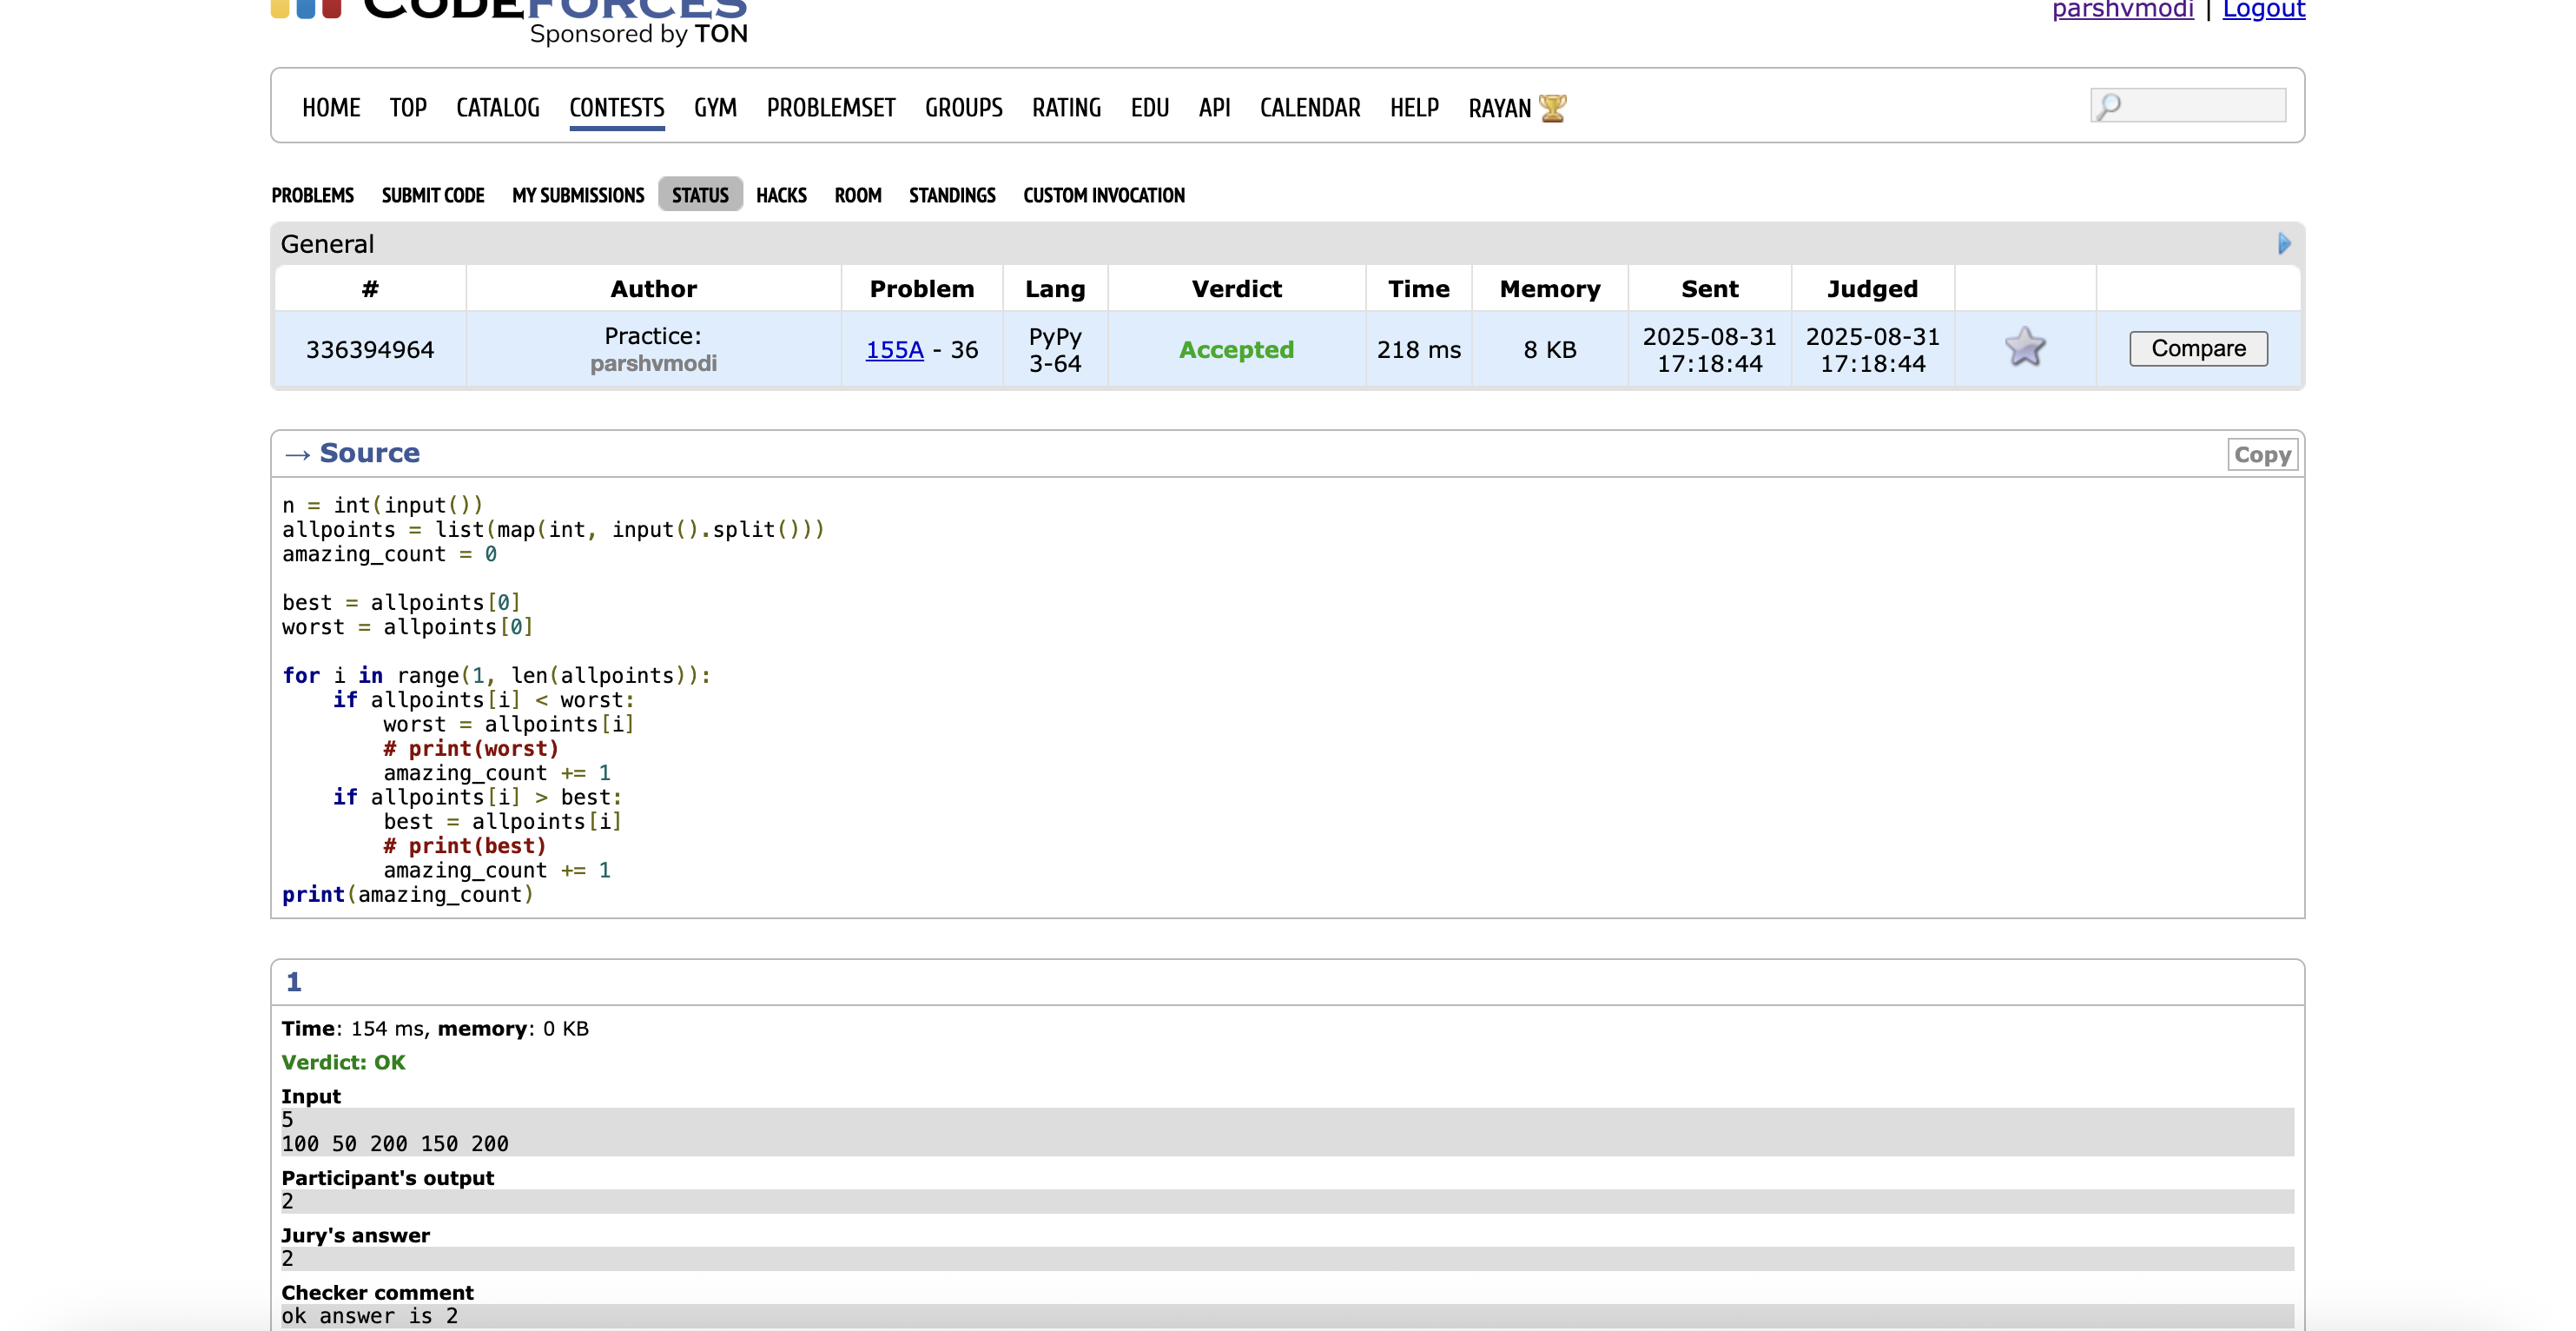 CODEFORCES
Sponsored by TON
parshvmodi | Logout
HOME TOP CATALOG CONTESTS GYM PROBLEMSET GROUPS RATING EDU API CALENDAR HELP RAYAN
PROBLEMS SUBMIT CODE MY SUBMISSIONS STATUS HACKS ROOM STANDINGS CUSTOM INVOCATION
General
# Author Problem Lang Verdict Time Memory Sent Judged
336394964 Practice: parshvmodi 155A - 36 PyPy 3-64 Accepted 218 ms 8 KB 2025-08-31 17:18:44 2025-08-31 17:18:44 Compare
→ Source Copy
n = int(input())
allpoints = list(map(int, input().split()))
amazing_count = 0
best = allpoints[0]
worst = allpoints[0]
for i in range(1, len(allpoints)):
    if allpoints[i] < worst:
        worst = allpoints[i]
        # print(worst)
        amazing_count += 1
    if allpoints[i] > best:
        best = allpoints[i]
        # print(best)
        amazing_count += 1
print(amazing_count)
1
Time: 154 ms, memory: 0 KB
Verdict: OK
Input
5
100 50 200 150 200
Participant's output
2
Jury's answer
2
Checker comment
ok answer is 2